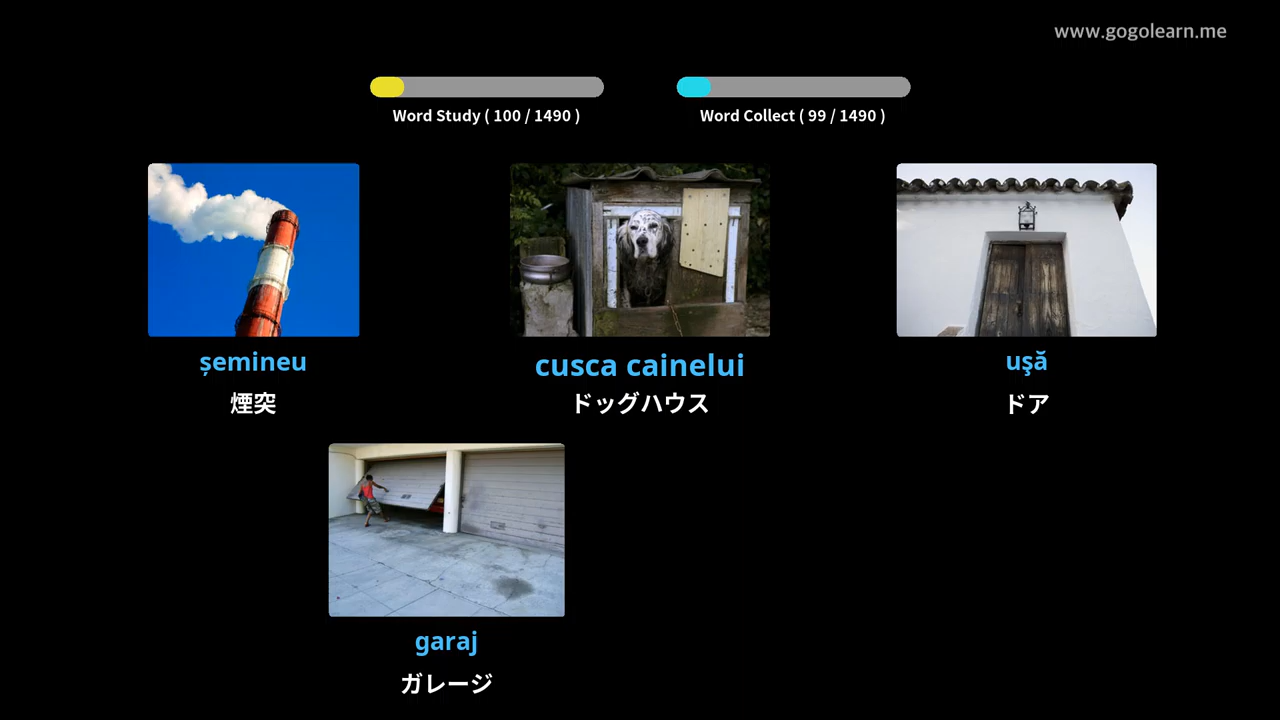 www.gogolearn.me
Word Study ( 100 / 1490 )
Word Collect ( 99 / 1490 )
șemineu
煙突
cusca cainelui
ドッグハウス
uşă
ドア
garaj
ガレージ